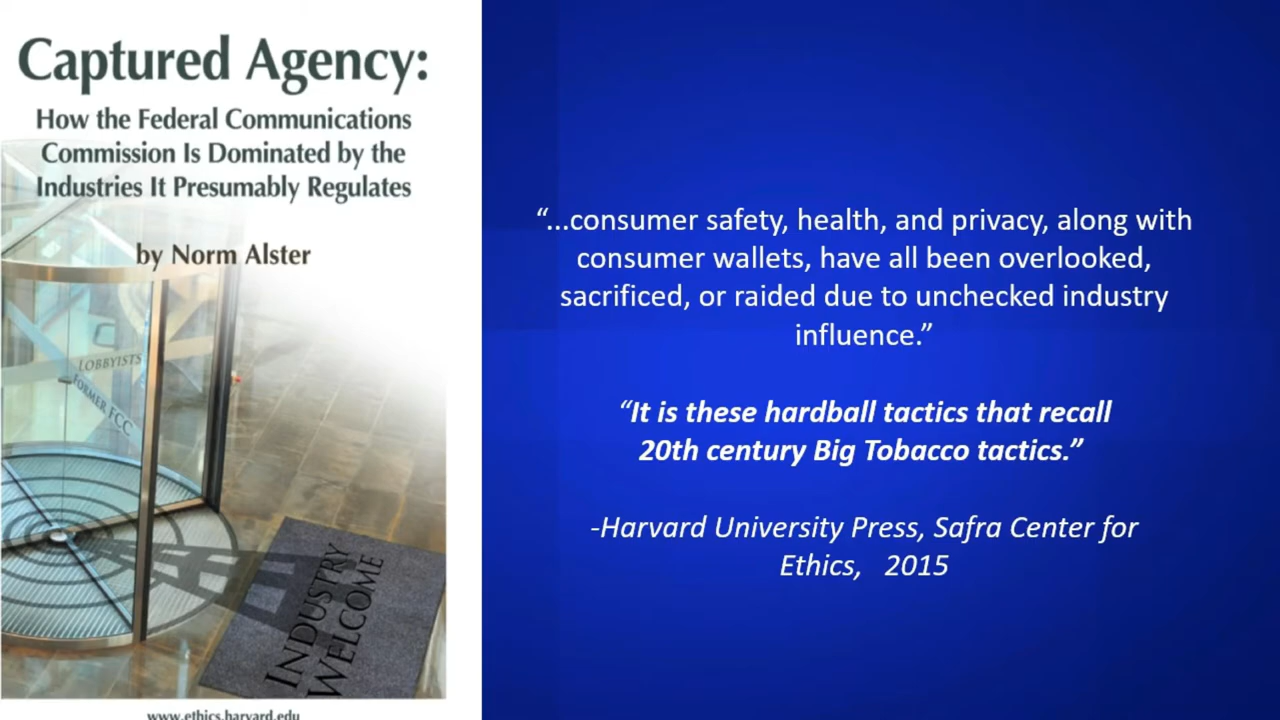 Captured Agency:
How the Federal Communications
Commission Is Dominated by the
Industries It Presumably Regulates
by Norm Alster
LOBBYISTS
FORMER FCC
INDUSTRY
WELCOME
www.ethics.harvard.edu
“...consumer safety, health, and privacy, along with
consumer wallets, have all been overlooked,
sacrificed, or raided due to unchecked industry
influence.”
“It is these hardball tactics that recall
20th century Big Tobacco tactics.”
-Harvard University Press, Safra Center for
Ethics, 2015